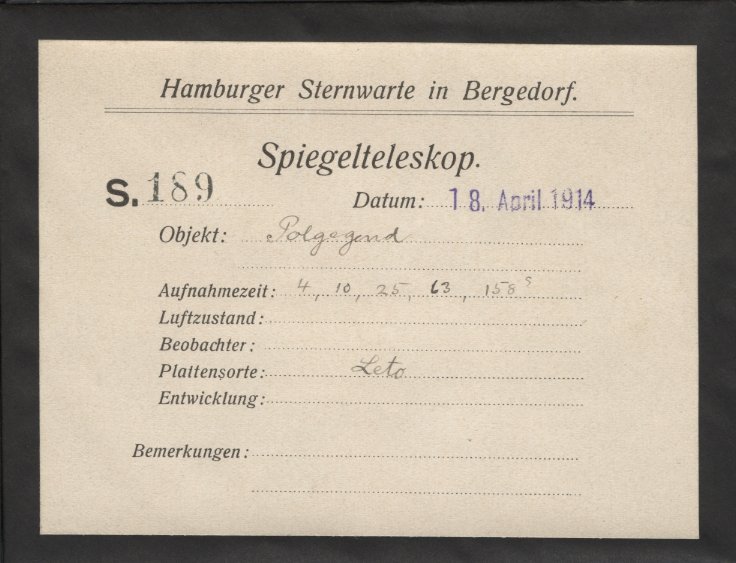 Hamburger Sternwarte in Bergedorf.
Spiegelteleskop.
S. 189
Datum: 18. April 1914
Objekt: Polgegend
Aufnahmezeit: 4, 10, 25, 63, 158 s
Luftzustand:
Beobachter:
Plattensorte: Leto
Entwicklung:
Bemerkungen: